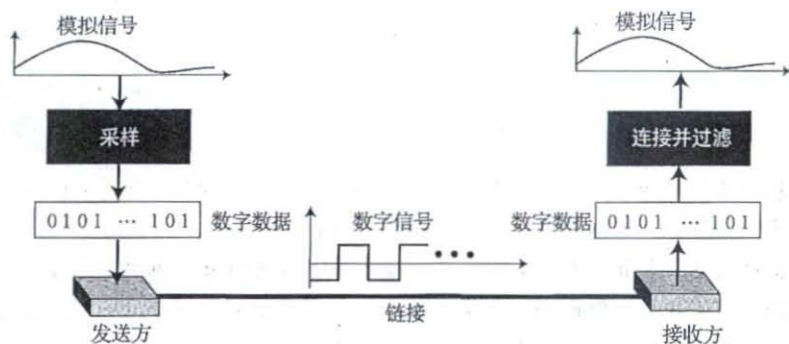 模拟信号
模拟信号
采样
连接并过滤
0101 … 101
数字数据
数字信号
数字数据
0101 … 101
链接
发送方
接收方